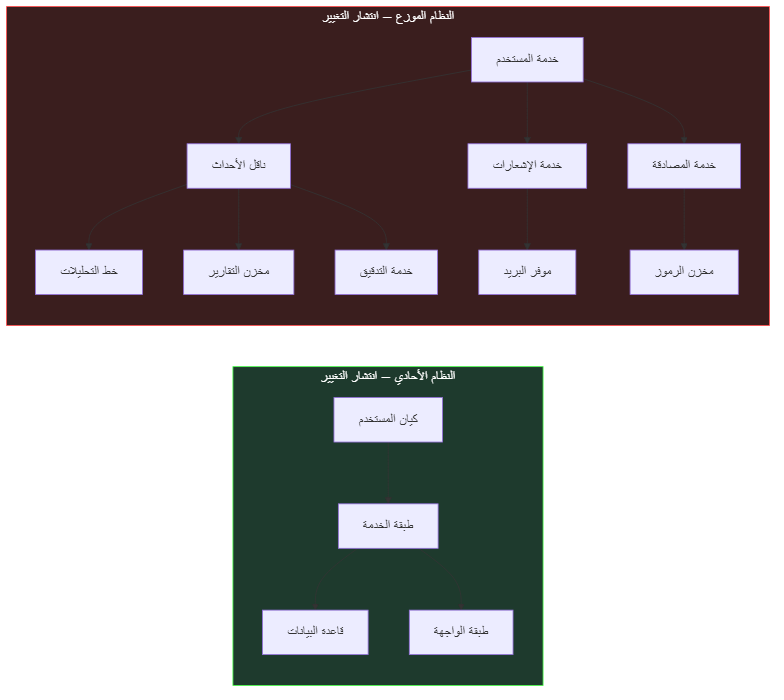 النظام الموزع — انتشار التغيير
خدمة المستخدم
خدمة المصادقة
خدمة الإشعارات
ناقل الأحداث
مخزن الرموز
موفر البريد
خدمة التدقيق
مخزن التقارير
خط التحليلات
النظام الأحادي — انتشار التغيير
كيان المستخدم
طبقة الخدمة
طبقة الواجهة
قاعدة البيانات